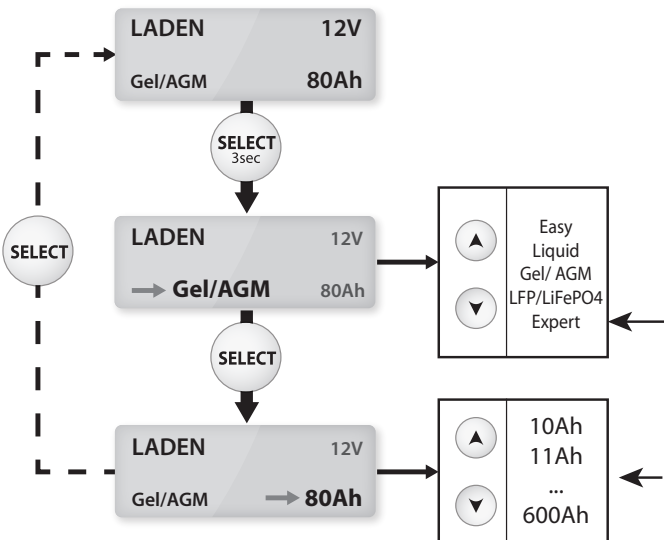 LADEN 12V
Gel/AGM 80Ah
SELECT
3sec
LADEN 12V
Gel/AGM 80Ah
SELECT
Easy
Liquid
Gel/ AGM
LFP/LiFePO4
Expert
SELECT
LADEN 12V
Gel/AGM 80Ah
10Ah
11Ah
...
600Ah